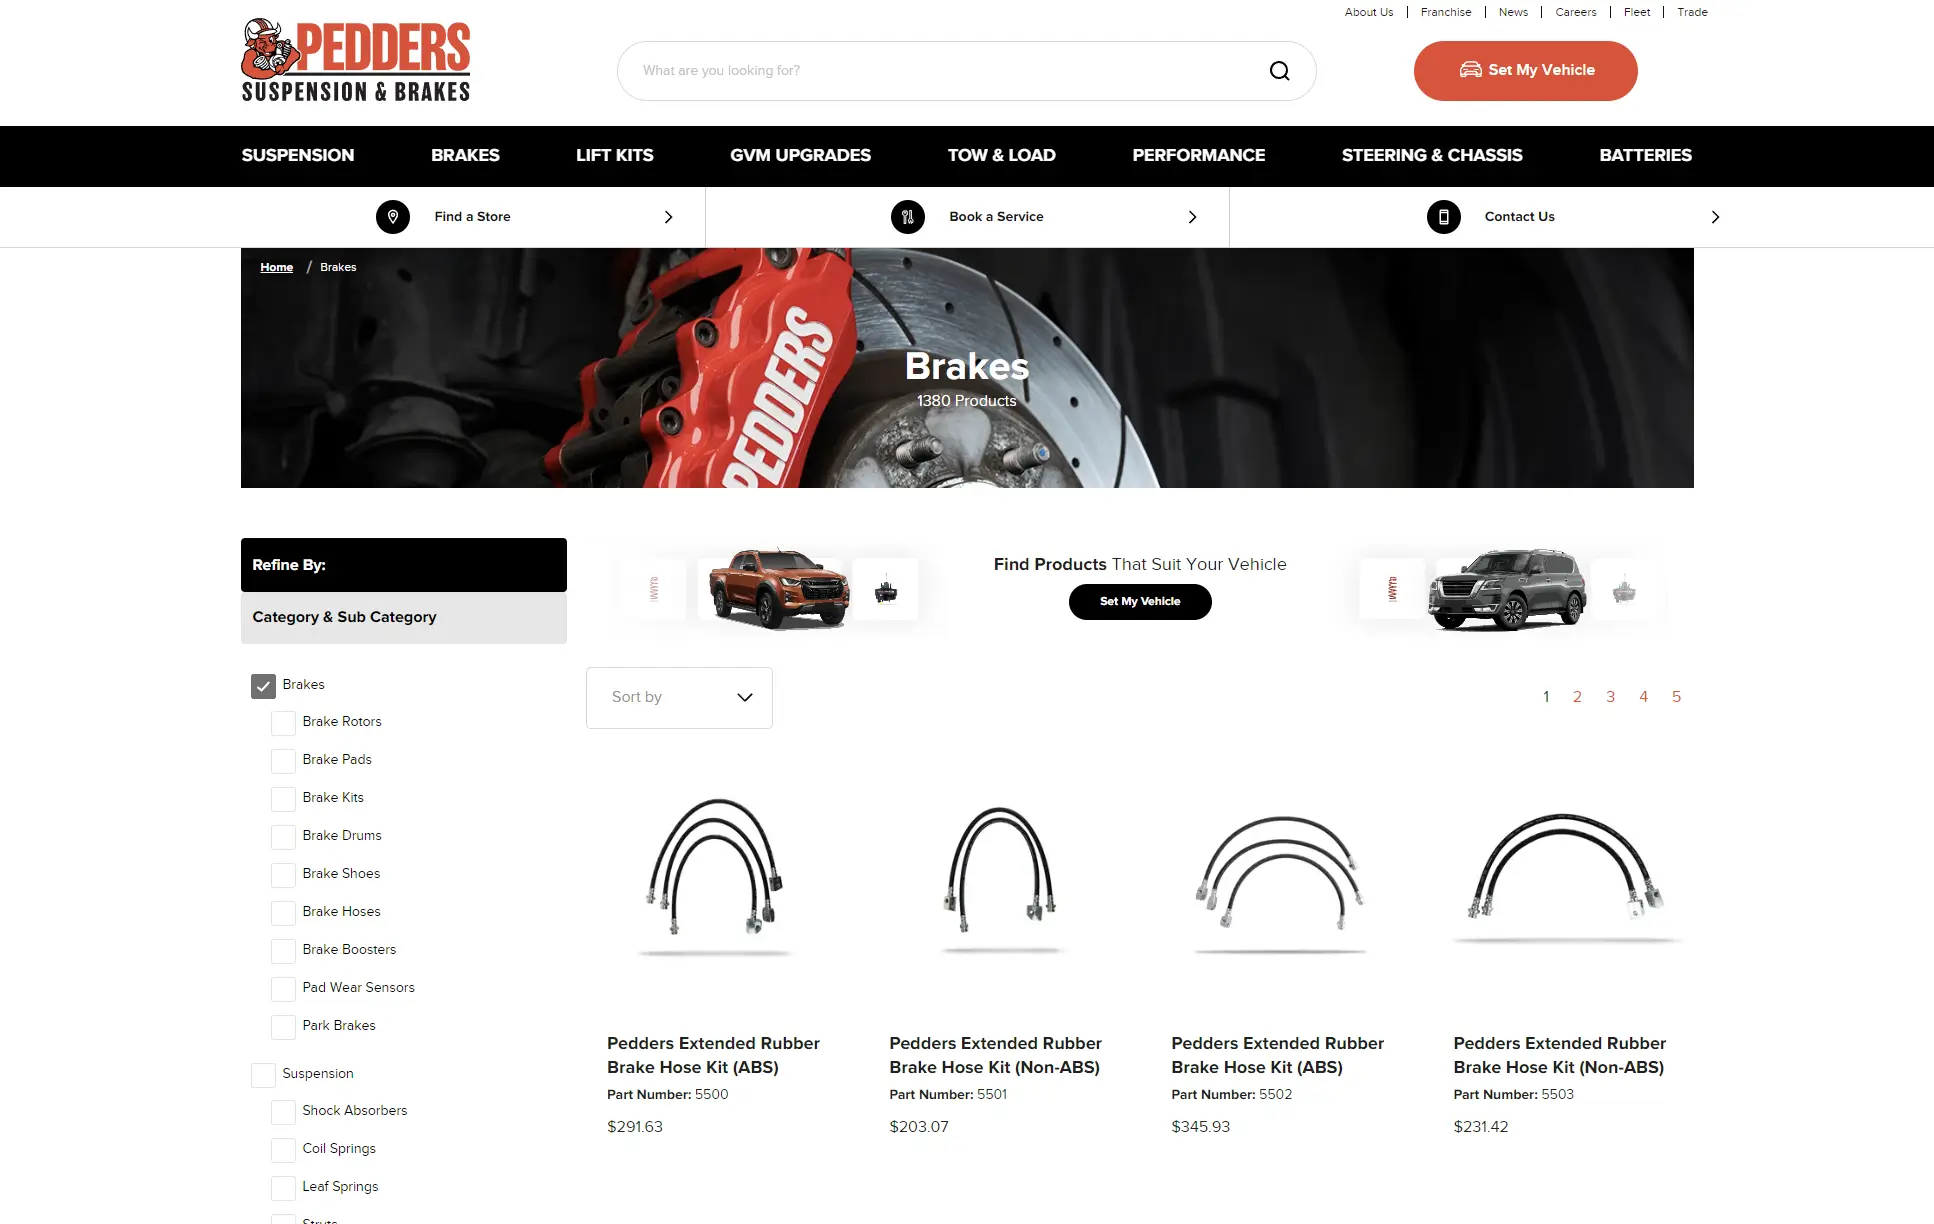 About Us
Franchise
News
Careers
Fleet
Trade
PEDDERS
SUSPENSION & BRAKES
What are you looking for?
Set My Vehicle
SUSPENSION
BRAKES
LIFT KITS
GVM UPGRADES
TOW & LOAD
PERFORMANCE
STEERING & CHASSIS
BATTERIES
Find a Store
Book a Service
Contact Us
Home / Brakes
PEDDERS
Brakes
1380 Products
Refine By:
Category & Sub Category
Brakes
Brake Rotors
Brake Pads
Brake Kits
Brake Drums
Brake Shoes
Brake Hoses
Brake Boosters
Pad Wear Sensors
Park Brakes
Suspension
Shock Absorbers
Coil Springs
Leaf Springs
Struts
Find Products That Suit Your Vehicle
Set My Vehicle
Sort by
1 2 3 4 5
Pedders Extended Rubber
Brake Hose Kit (ABS)
Part Number: 5500
$291.63
Pedders Extended Rubber
Brake Hose Kit (Non-ABS)
Part Number: 5501
$203.07
Pedders Extended Rubber
Brake Hose Kit (ABS)
Part Number: 5502
$345.93
Pedders Extended Rubber
Brake Hose Kit (Non-ABS)
Part Number: 5503
$231.42